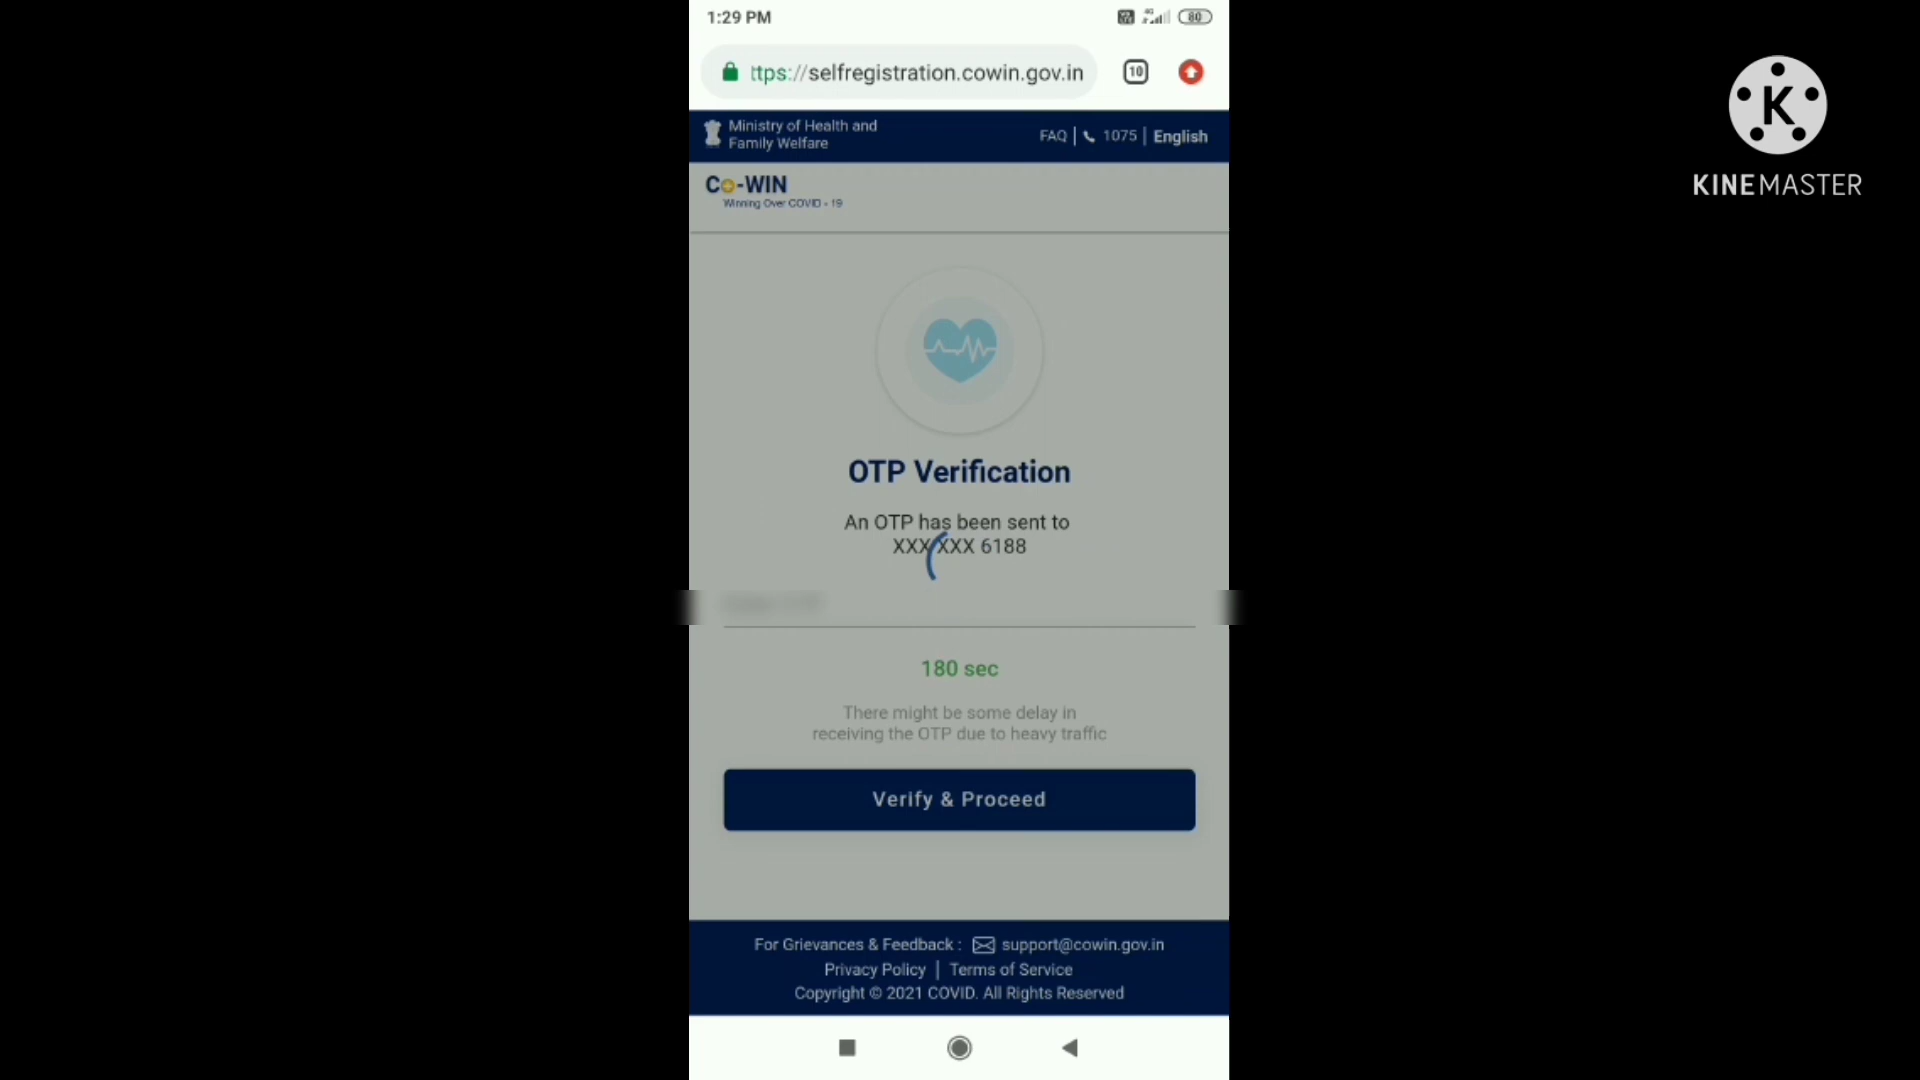 1:29 PM
4G
80
ttps://selfregistration.cowin.gov.in
10
Ministry of Health and
Family Welfare
FAQ | 1075 | English
Co-WIN
Winning Over COVID - 19
OTP Verification
An OTP has been sent to
XXX XXX 6188
180 sec
There might be some delay in
receiving the OTP due to heavy traffic
Verify & Proceed
For Grievances & Feedback : support@cowin.gov.in
Privacy Policy | Terms of Service
Copyright © 2021 COVID. All Rights Reserved
K
KINEMASTER